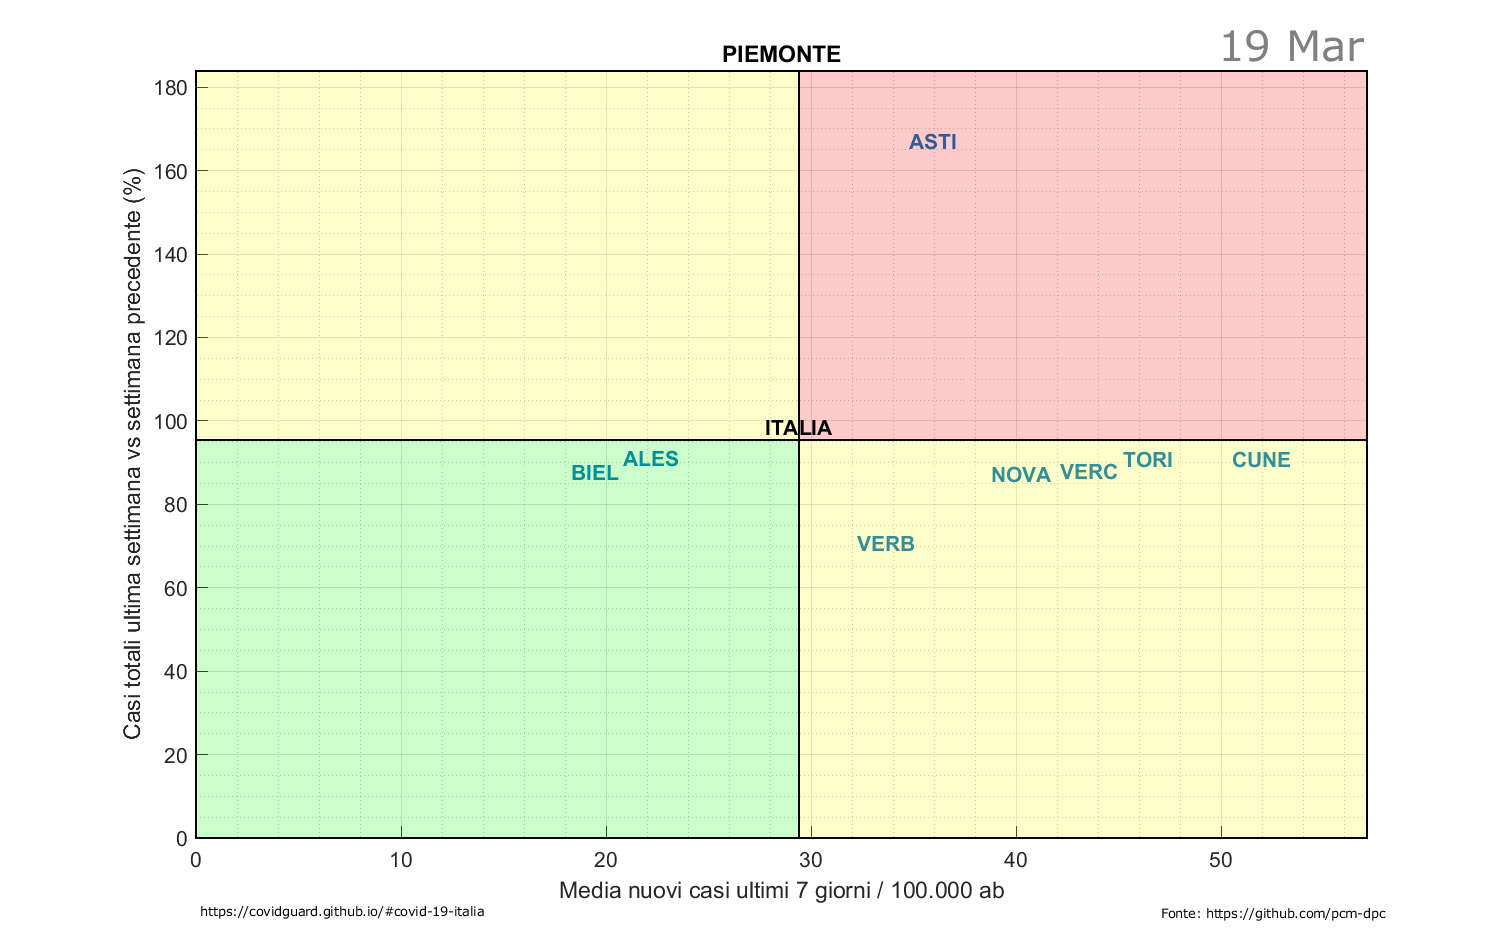 19 Mar
PIEMONTE
180
160
140
120
100
80
60
40
20
0
Casi totali ultima settimana vs settimana precedente (%)
ASTI
ITALIA
ALES
BIEL
NOVA
VERC
TORI
CUNE
VERB
0
10
20
30
40
50
Media nuovi casi ultimi 7 giorni / 100.000 ab
https://covidguard.github.io/#covid-19-italia
Fonte: https://github.com/pcm-dpc